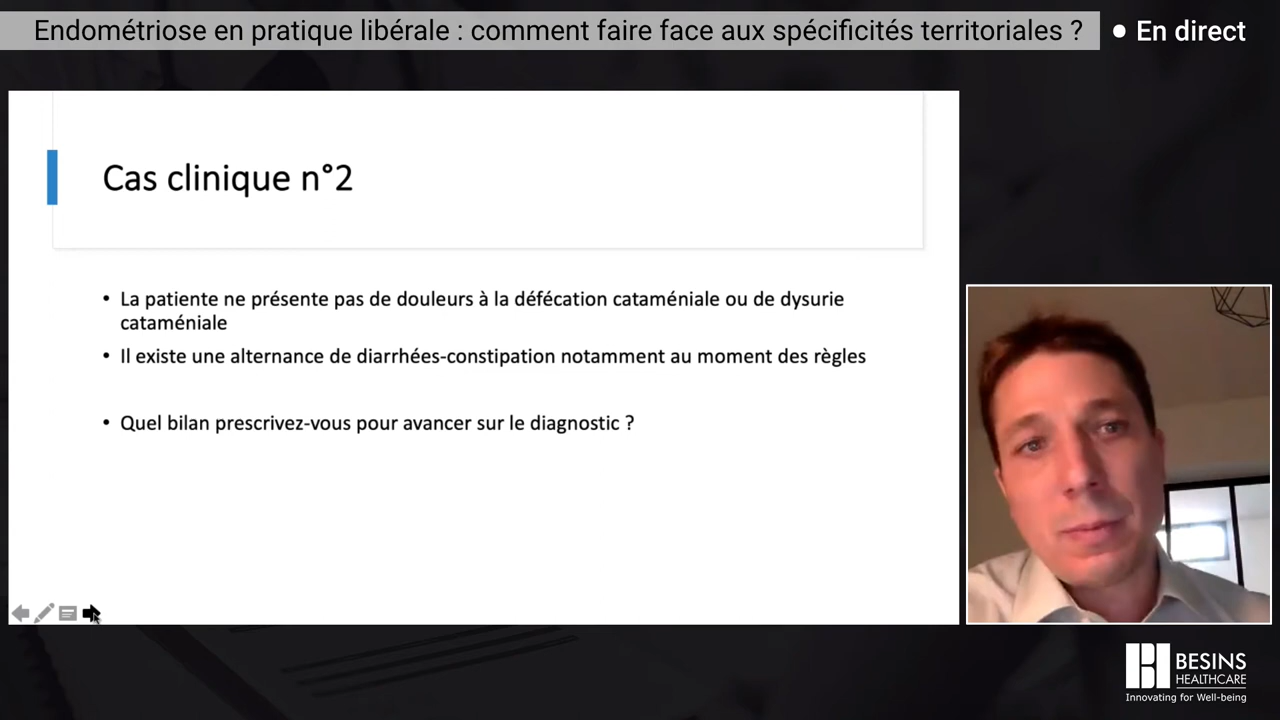 Endométriose en pratique libérale : comment faire face aux spécificités territoriales ?
En direct
Cas clinique n°2
• La patiente ne présente pas de douleurs à la défécation cataméniale ou de dysurie
cataméniale
• Il existe une alternance de diarrhées-constipation notamment au moment des règles
• Quel bilan prescrivez-vous pour avancer sur le diagnostic ?
BESINS
HEALTHCARE
Innovating for Well-being